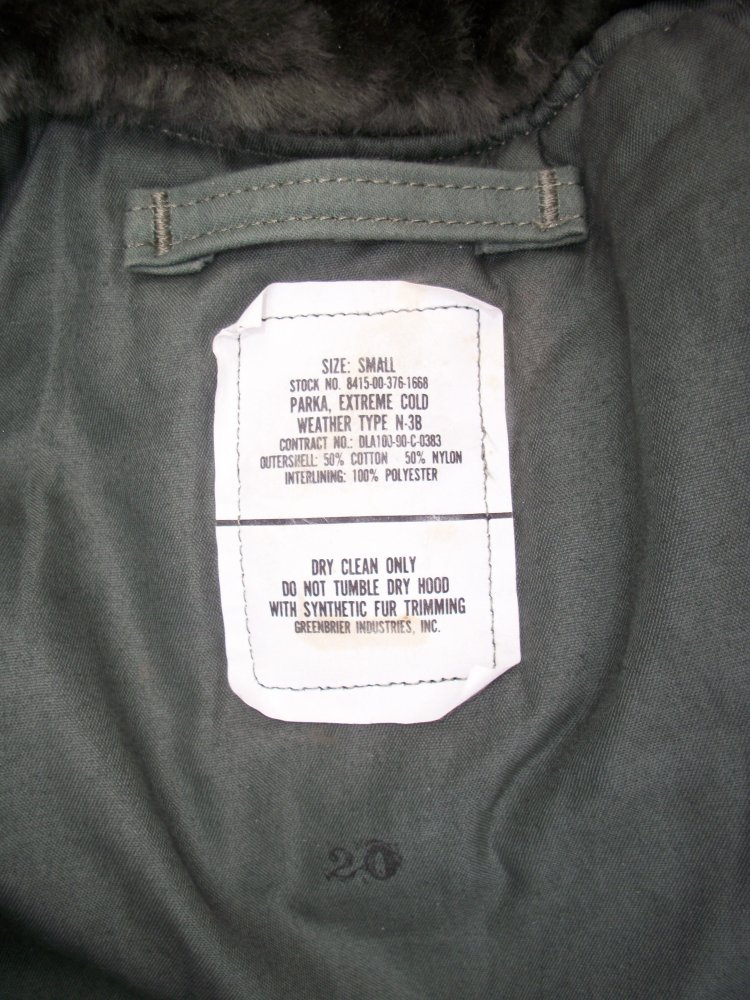 SIZE: SMALL
STOCK NO. 8415-00-376-1668
PARKA, EXTREME COLD
WEATHER TYPE N-3B
CONTRACT NO.: DLA100-90-C-0383
OUTERSHELL: 50% COTTON 50% NYLON
INTERLINING: 100% POLYESTER
DRY CLEAN ONLY
DO NOT TUMBLE DRY HOOD
WITH SYNTHETIC FUR TRIMMING
GREENBRIER INDUSTRIES, INC.
20